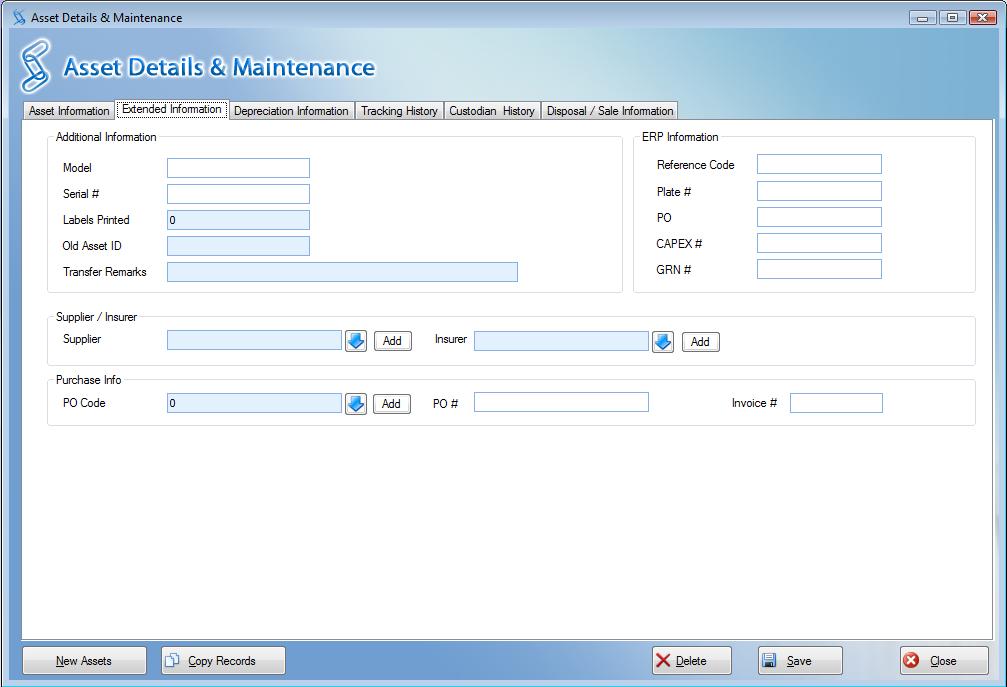 Asset Details & Maintenance
Asset Details & Maintenance
Asset Information Extended Information Depreciation Information Tracking History Custodian History Disposal / Sale Information
Additional Information
Model
Serial #
Labels Printed 0
Old Asset ID
Transfer Remarks
ERP Information
Reference Code
Plate #
PO
CAPEX #
GRN #
Supplier / Insurer
Supplier Add Insurer Add
Purchase Info
PO Code 0 Add PO # Invoice #
New Assets Copy Records Delete Save Close